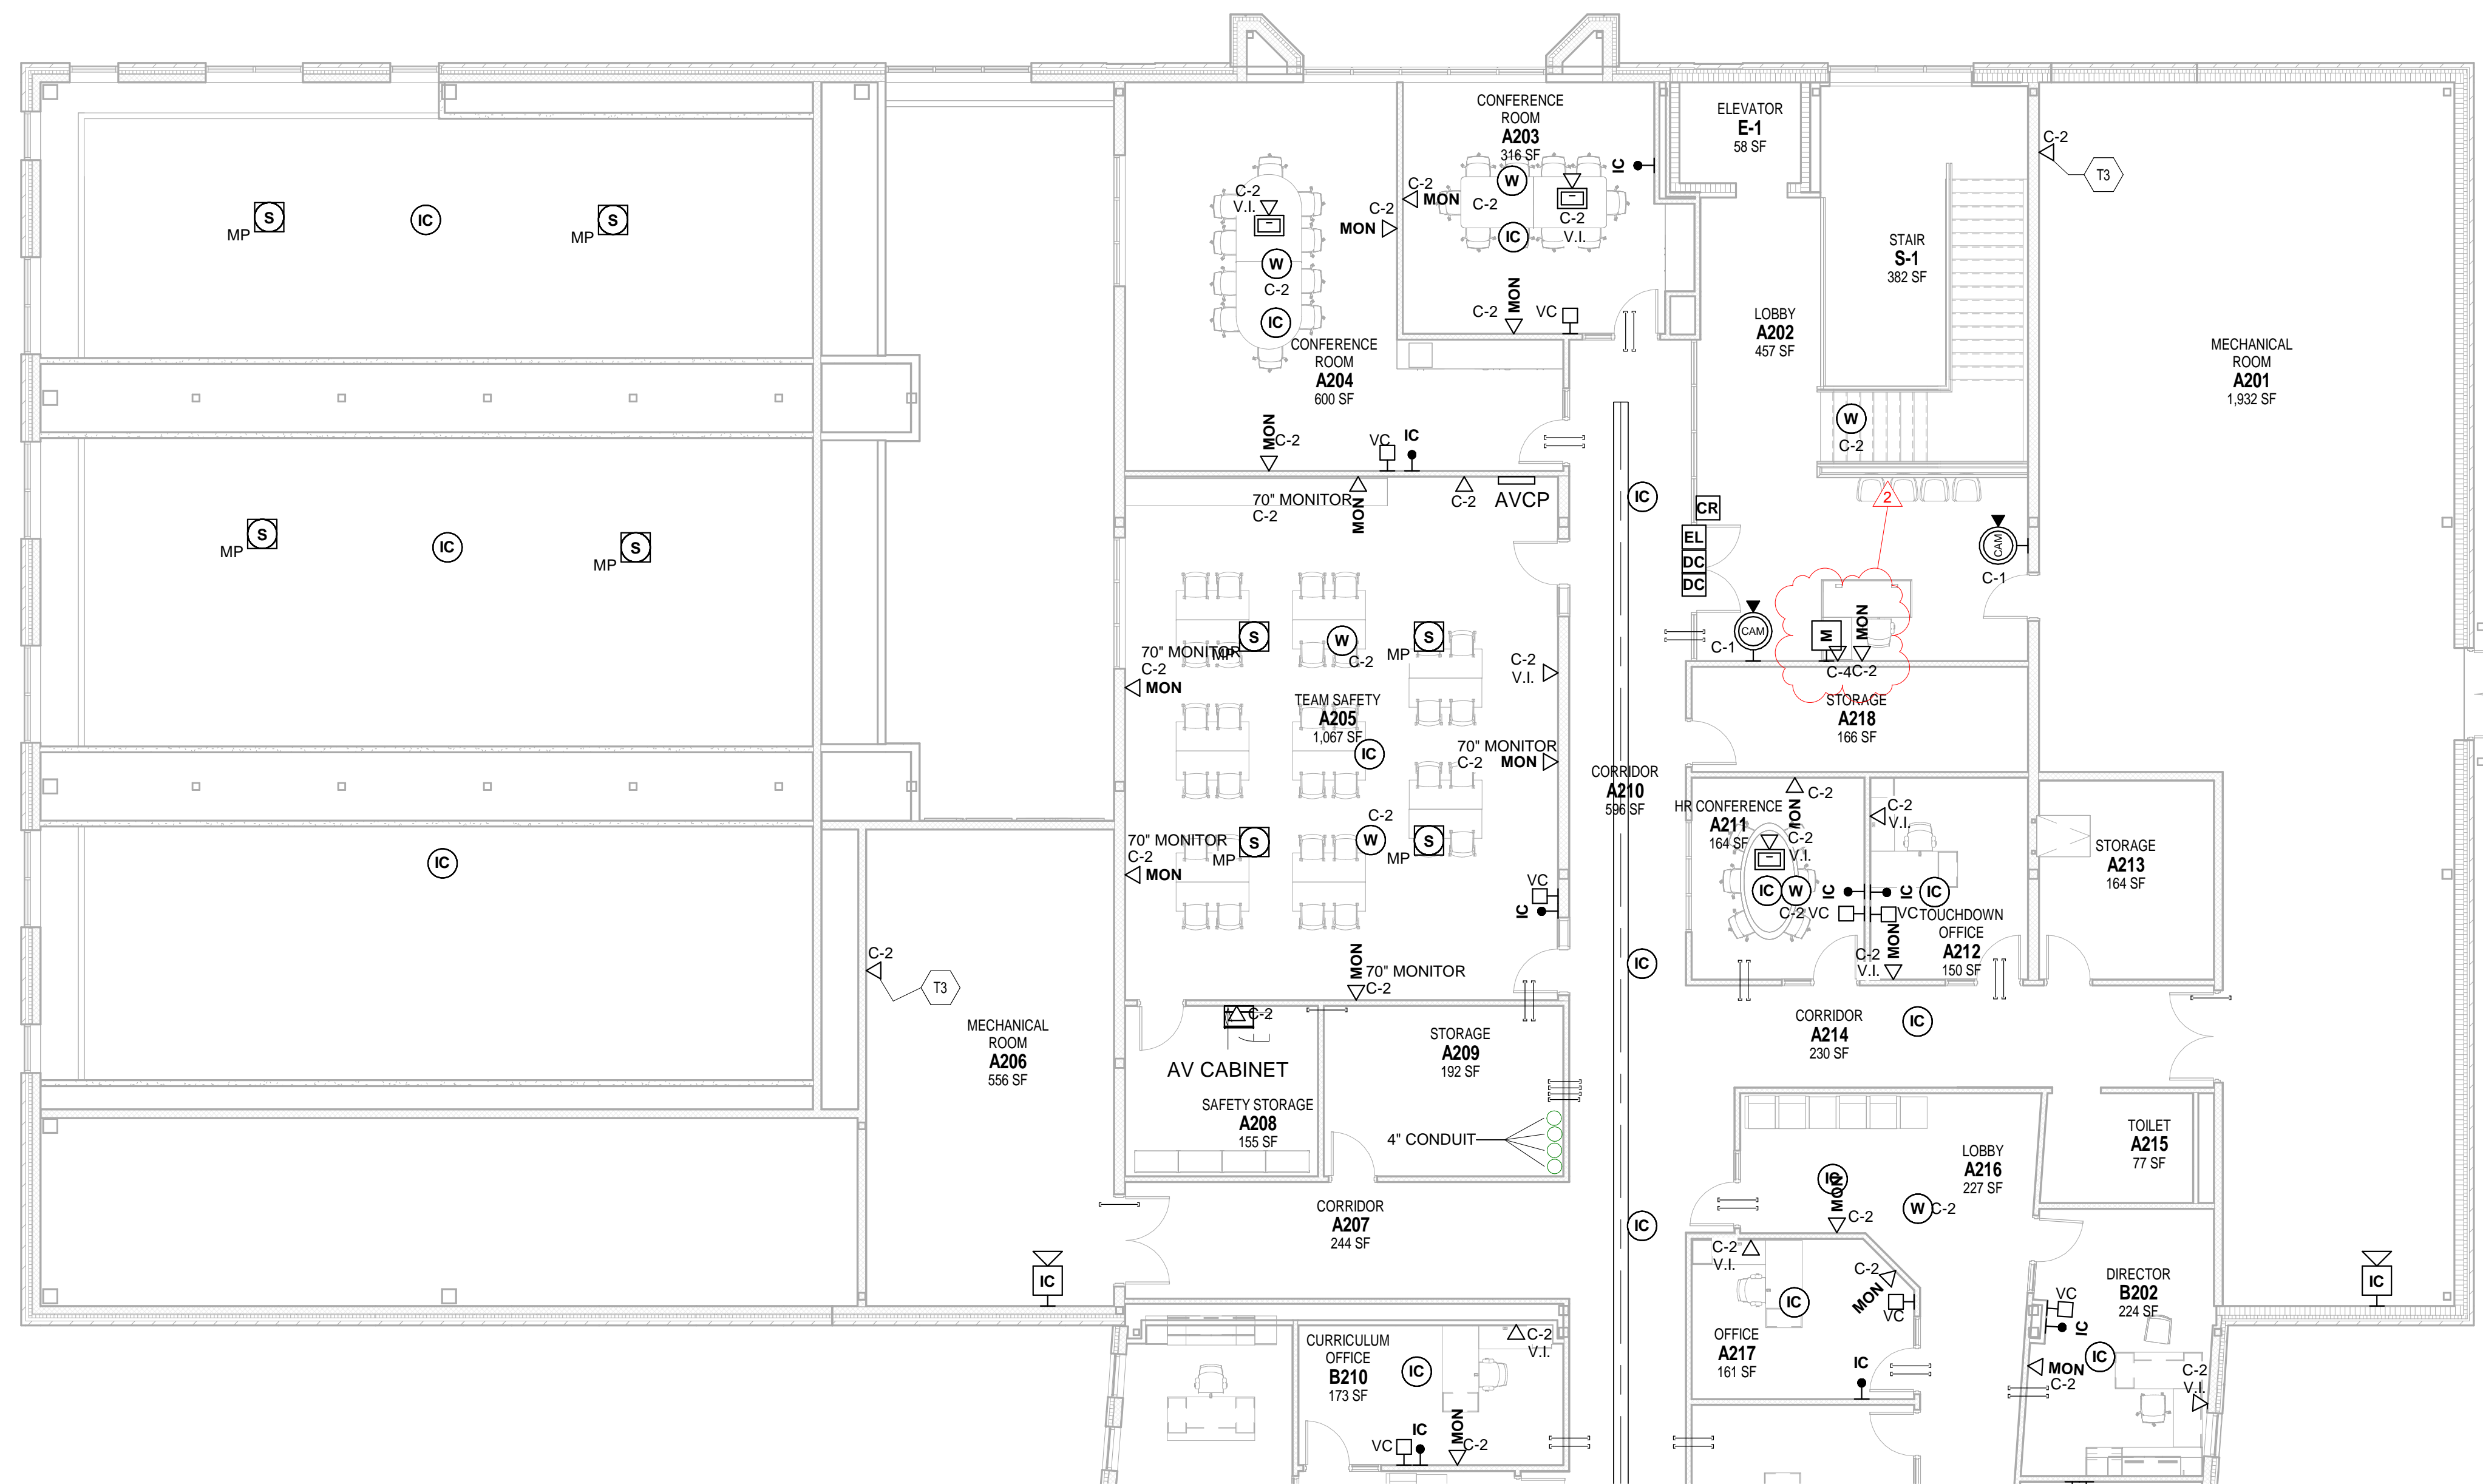 CONFERENCE
ROOM
A203
316 SF
IC
C-2
MON
W
C-2
C-2
V.I.
IC
C-2
MON
VC
ELEVATOR
E-1
58 SF
STAIR
S-1
382 SF
LOBBY
A202
457 SF
W
C-2
C-2
T3
MECHANICAL
ROOM
A201
1,932 SF
S
MP
IC
S
MP
C-2
V.I.
W
C-2
IC
C-2
MON
CONFERENCE
ROOM
A204
600 SF
MON
C-2
VC
IC
S
MP
IC
S
MP
70" MONITOR
C-2
MON
C-2
AVCP
IC
CR
EL
DC
DC
2
CAM
C-1
CAM
C-1
M
MON
C-4
C-2
STORAGE
A218
166 SF
S
MP
W
C-2
S
MP
70" MONITOR
C-2
MON
C-2
V.I.
TEAM SAFETY
A205
1,067 SF
IC
70" MONITOR
C-2
MON
CORRIDOR
A210
596 SF
70" MONITOR
C-2
MON
S
MP
C-2
W
S
MP
VC
IC
MON
70" MONITOR
C-2
IC
IC
HR CONFERENCE
A211
164 SF
MON
C-2
C-2
V.I.
IC
W
C-2
IC
VC
C-2
V.I.
IC
IC
VC
TOUCHDOWN
OFFICE
A212
150 SF
MON
C-2
V.I.
STORAGE
A213
164 SF
C-2
T3
MECHANICAL
ROOM
A206
556 SF
IC
C-2
AV CABINET
SAFETY STORAGE
A208
155 SF
STORAGE
A209
192 SF
4" CONDUIT
CORRIDOR
A207
244 SF
IC
CORRIDOR
A214
230 SF
IC
TOILET
A215
77 SF
LOBBY
A216
227 SF
IC
MON
C-2
W
C-2
C-2
V.I.
IC
C-2
MON
VC
OFFICE
A217
161 SF
IC
DIRECTOR
B202
224 SF
VC
IC
MON
C-2
IC
C-2
V.I.
IC
CURRICULUM
OFFICE
B210
173 SF
IC
C-2
V.I.
VC
IC
MON
C-2